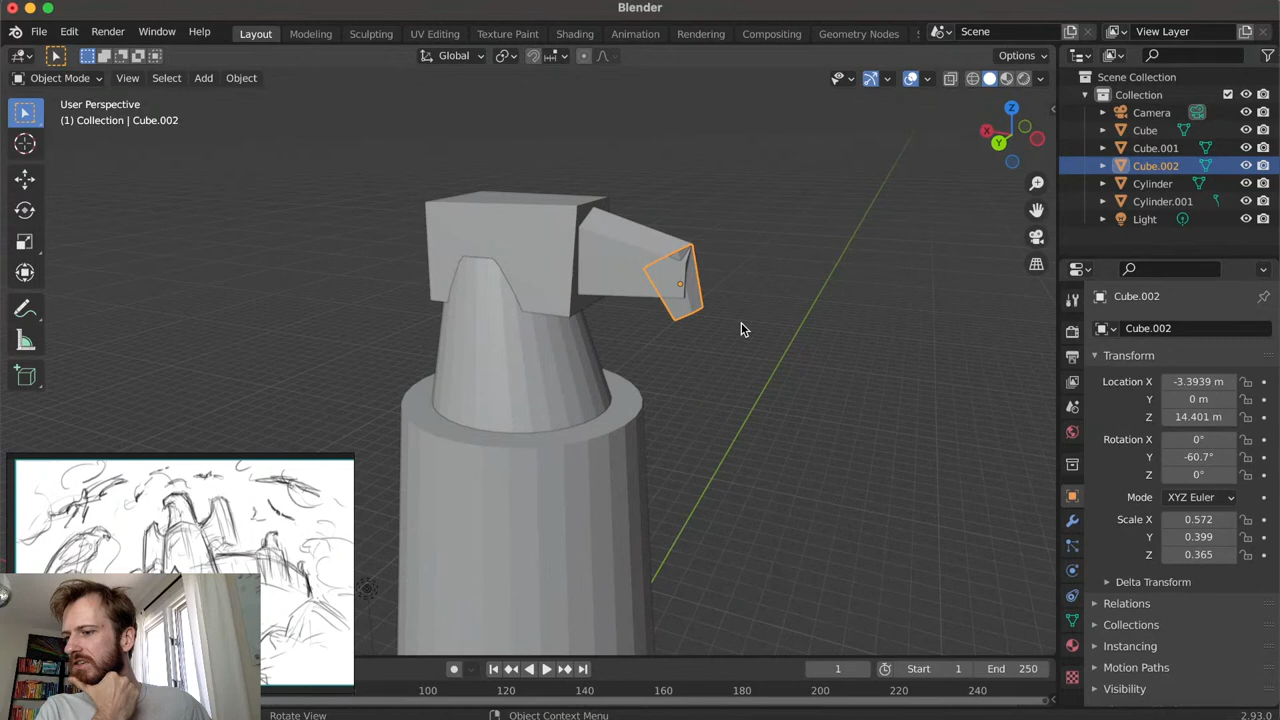 Blender
File Edit Render Window Help
Layout Modeling Sculpting UV Editing Texture Paint Shading Animation Rendering Compositing Geometry Nodes
Scene
View Layer
Global
Options
Object Mode View Select Add Object
User Perspective
(1) Collection | Cube.002
Z
X
Y
Scene Collection
Collection
Camera
Cube
Cube.001
Cube.002
Cylinder
Cylinder.001
Light
Cube.002
Cube.002
Transform
Location X -3.3939 m
Y 0 m
Z 14.401 m
Rotation X 0°
Y -60.7°
Z 0°
Mode XYZ Euler
Scale X 0.572
Y 0.399
Z 0.365
Delta Transform
Relations
Collections
Instancing
Motion Paths
Visibility
1 Start 1 End 250
100 120 140 160 180 200 220 240
Rotate View
Object Context Menu
2.93.0